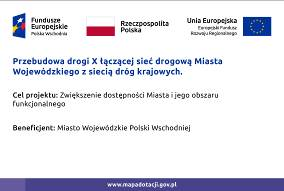 Fundusze
Europejskie
Polska Wschodnia
Rzeczpospolita
Polska
Unia Europejska
Europejski Fundusz
Rozwoju Regionalnego
Przebudowa drogi X łączącej sieć drogową Miasta
Wojewódzkiego z siecią dróg krajowych.
Cel projektu: Zwiększenie dostępności Miasta i jego obszaru
funkcjonalnego
Beneficjent: Miasto Wojewódzkie Polski Wschodniej
www.mapadotacji.gov.pl